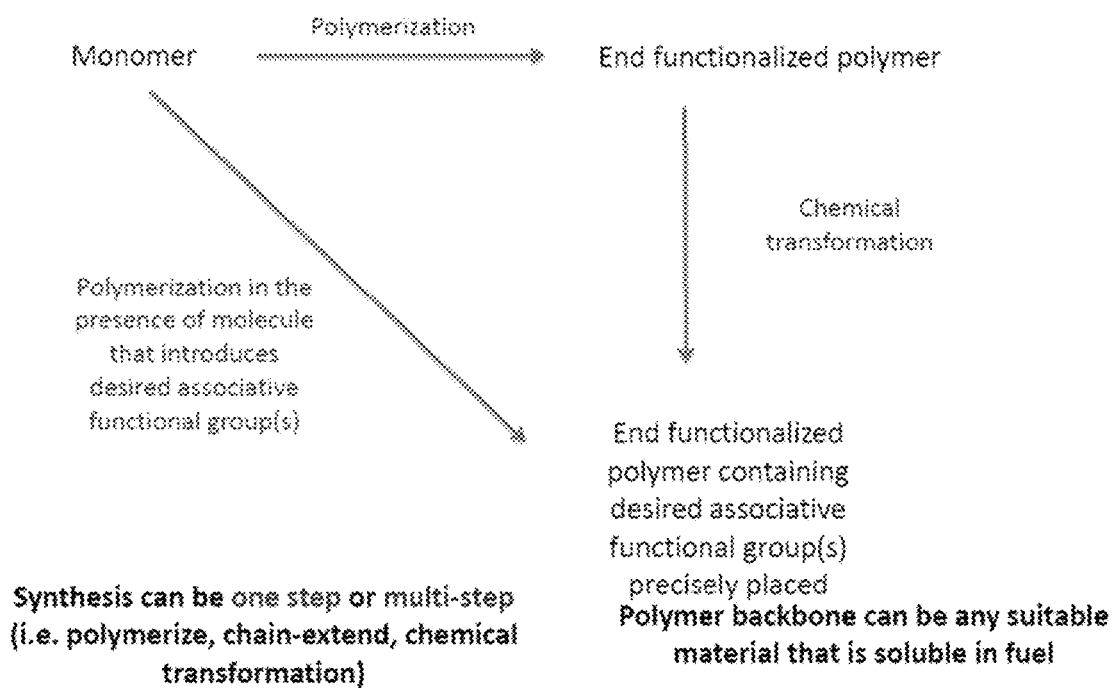 Polymerization
Monomer
End functionalized polymer
Chemical
transformation
Polymerization in the
presence of molecule
that introduces
desired associative
functional group(s)
End functionalized
polymer containing
desired associative
functional group(s)
precisely placed
Synthesis can be one step or multi-step
(i.e. polymerize, chain-extend, chemical
transformation)
Polymer backbone can be any suitable
material that is soluble in fuel